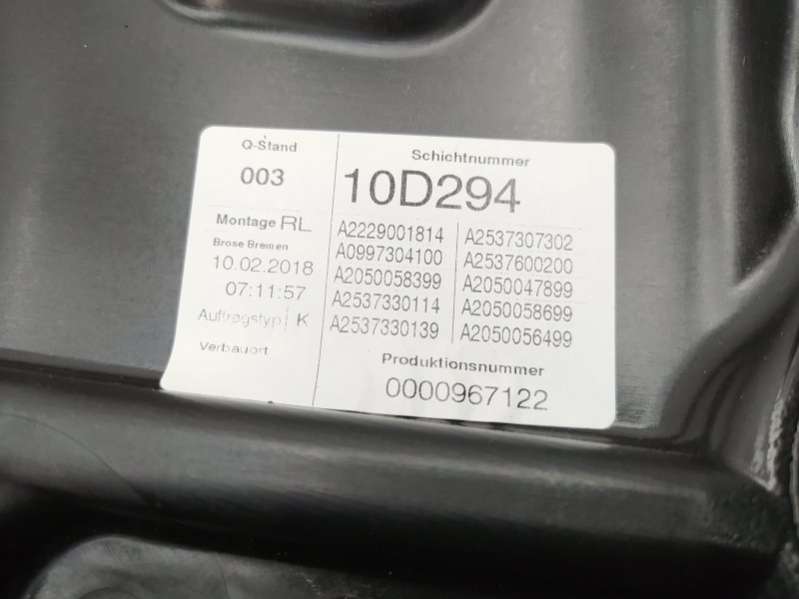 Q-Stand
003
Montage RL
Brose Bremen
10.02.2018
07:11:57
Auftragstyp K
Verbauort
Schichtnummer
10D294
A2229001814 A2537307302
A0997304100 A2537600200
A2050058399 A2050047899
A2537330114 A2050058699
A2537330139 A2050056499
Produktionsnummer
0000967122